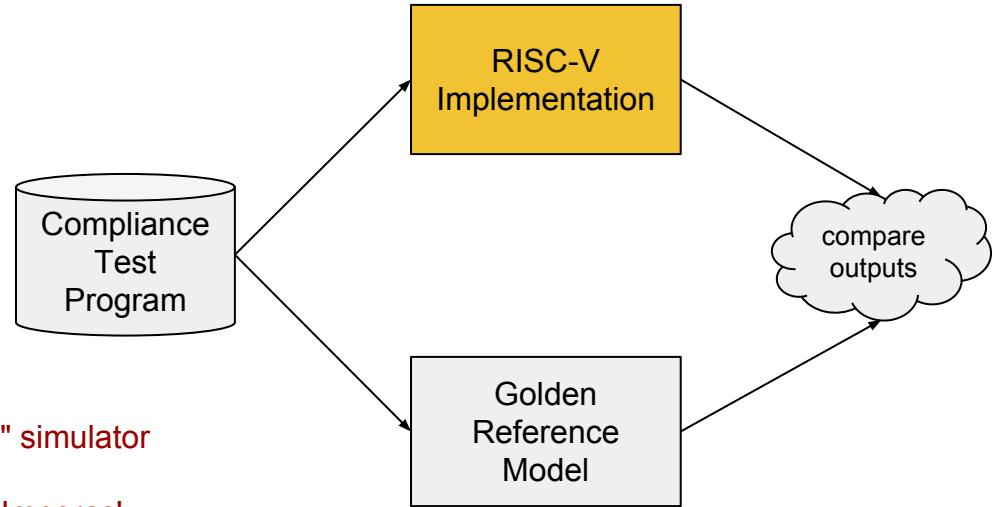 RISC-V
Implementation
Compliance
Test
Program
compare
outputs
Golden
Reference
Model
" simulator